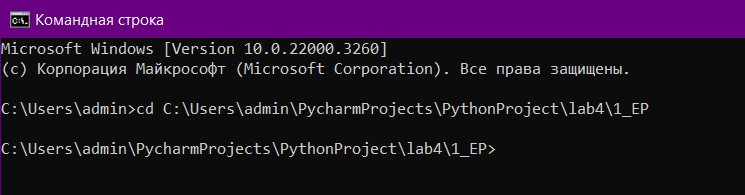 Командная строка
Microsoft Windows [Version 10.0.22000.3260]
(c) Корпорация Майкрософт (Microsoft Corporation). Все права защищены.
C:\Users\admin>cd C:\Users\admin\PycharmProjects\PythonProject\lab4\1_EP
C:\Users\admin\PycharmProjects\PythonProject\lab4\1_EP>